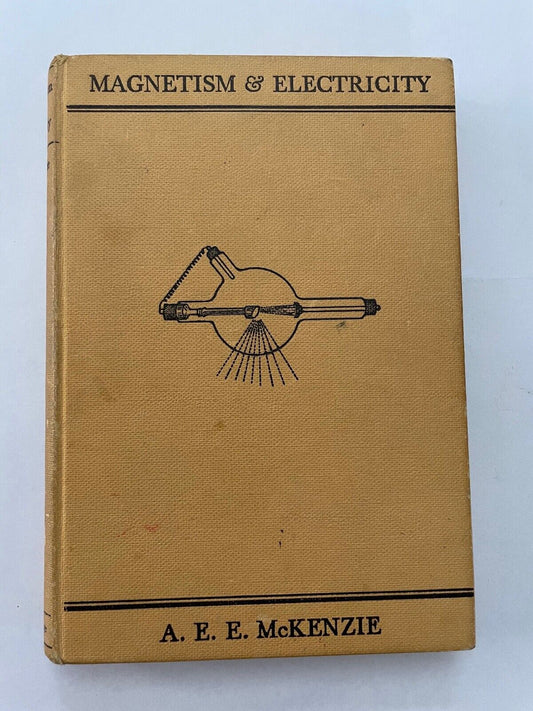 MAGNETISM & ELECTRICITY
A. E. E. McKENZIE